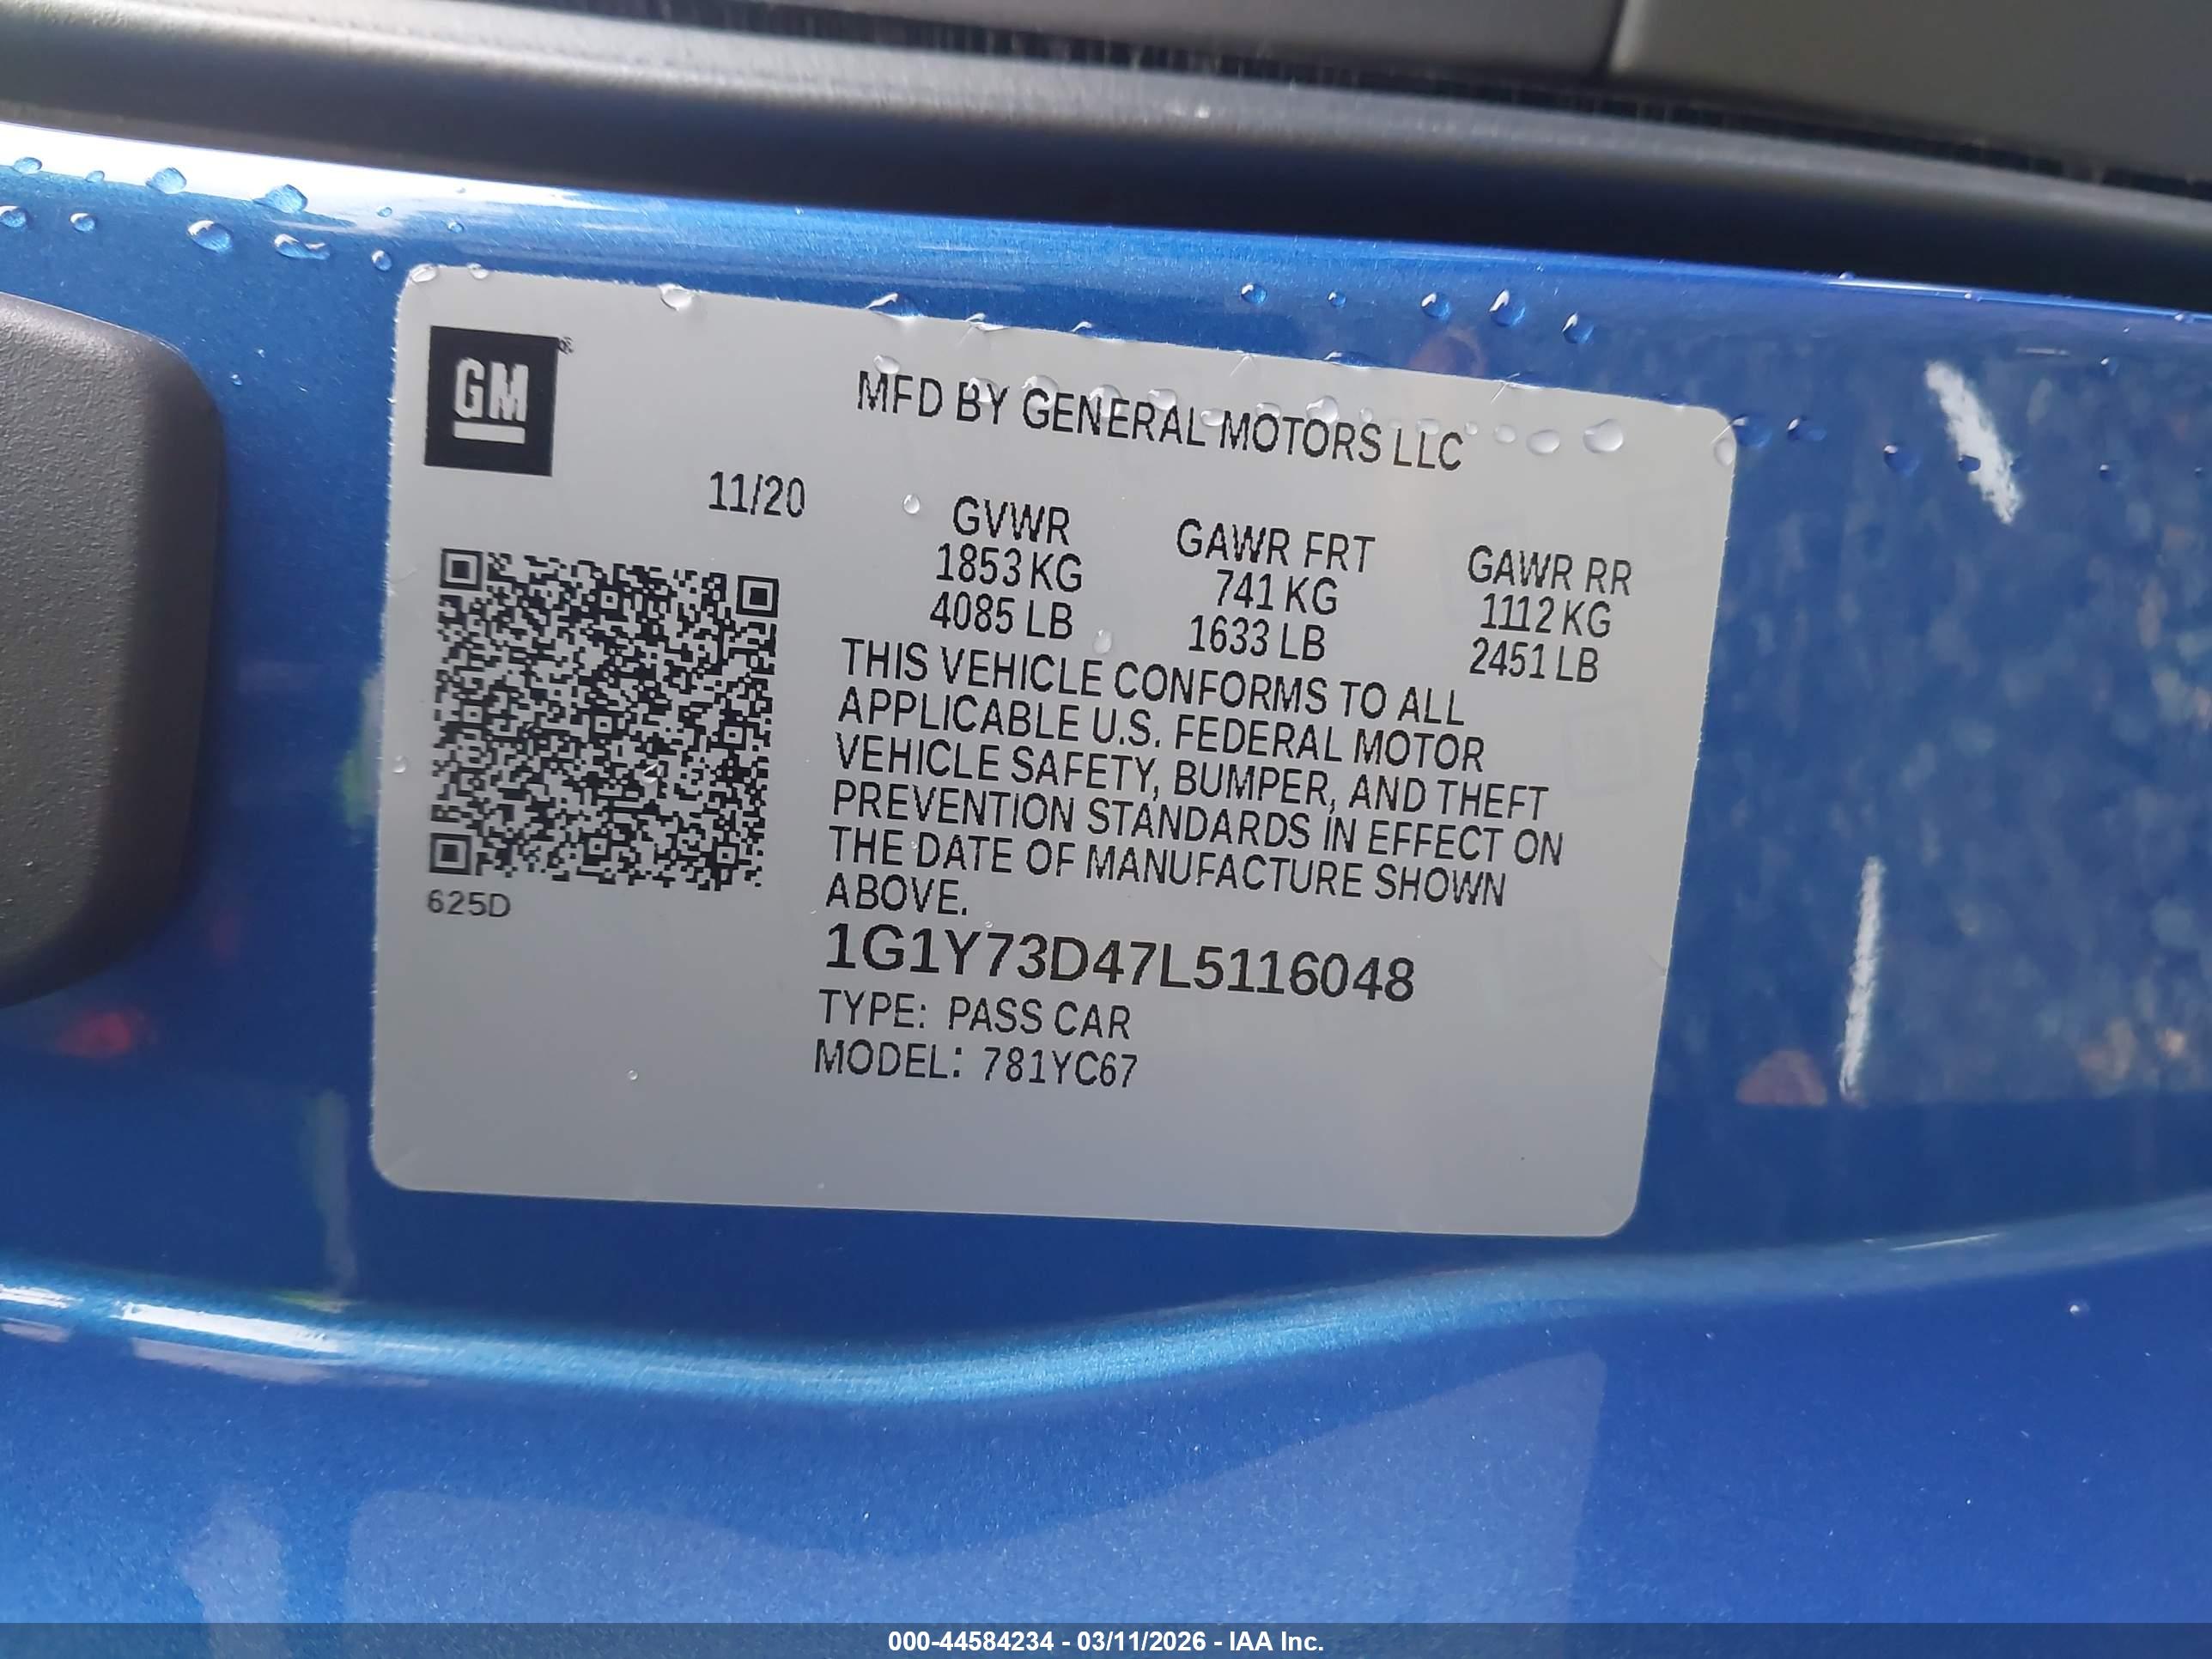 GM
MFD BY GENERAL MOTORS LLC
11/20
GVWR GAWR FRT GAWR RR
1853 KG 741 KG 1112 KG
4085 LB 1633 LB 2451 LB
THIS VEHICLE CONFORMS TO ALL
APPLICABLE U.S. FEDERAL MOTOR
VEHICLE SAFETY, BUMPER, AND THEFT
PREVENTION STANDARDS IN EFFECT ON
THE DATE OF MANUFACTURE SHOWN
ABOVE.
625D
1G1Y73D47L5116048
TYPE: PASS CAR
MODEL: 781YC67
000-44584234 - 03/11/2026 - IAA Inc.